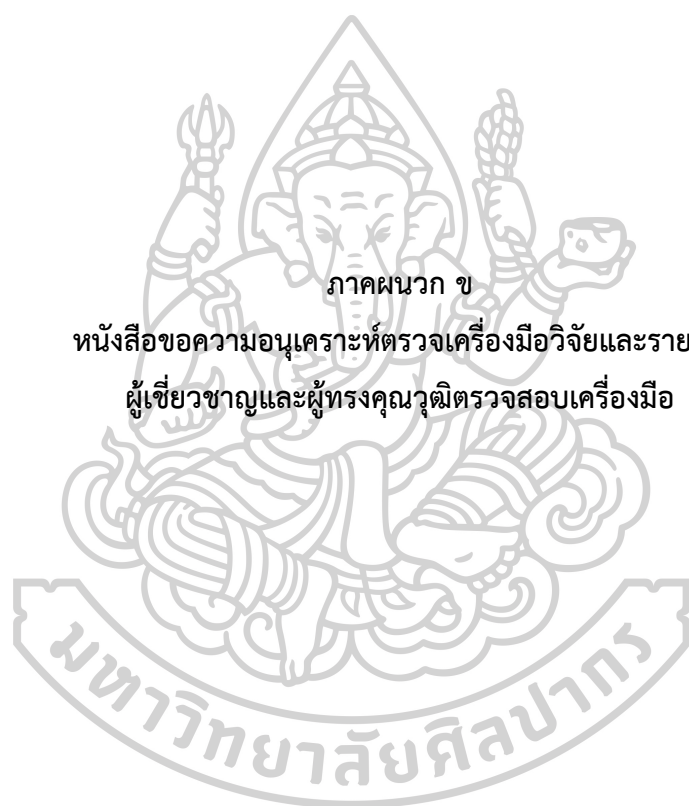 ภาคผนวก ข
หนังสือขอความอนุเคราะห์ตรวจเครื่องมือวิจัยและราย
ผู้เชี่ยวชาญและผู้ทรงคุณวุฒิตรวจสอบเครื่องมือ
มหาวิทยาลัยศิลปากร